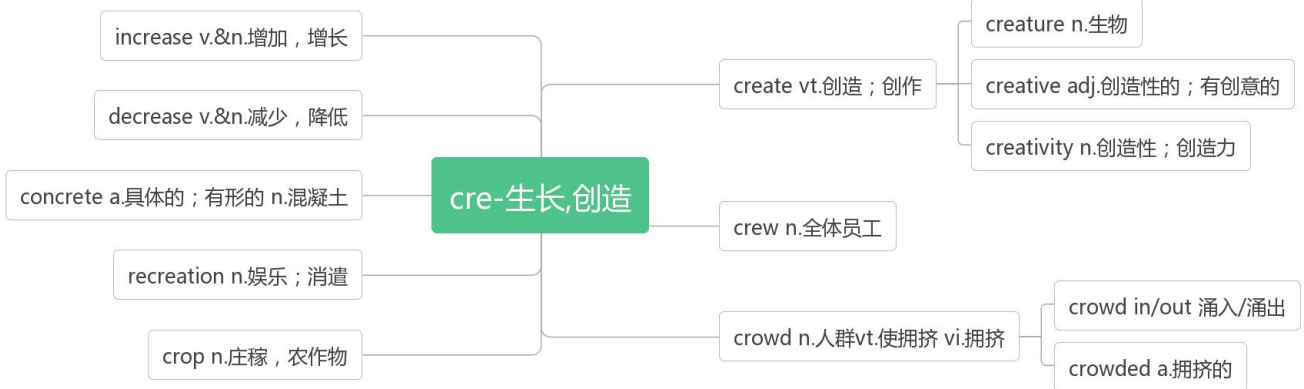 cre-生长,创造
increase v.&n.增加，增长
decrease v.&n.减少，降低
concrete a.具体的；有形的 n.混凝土
recreation n.娱乐；消遣
crop n.庄稼，农作物
create vt.创造；创作
creature n.生物
creative adj.创造性的；有创意的
creativity n.创造性；创造力
crew n.全体员工
crowd n.人群vt.使拥挤 vi.拥挤
crowd in/out 涌入/涌出
crowded a.拥挤的